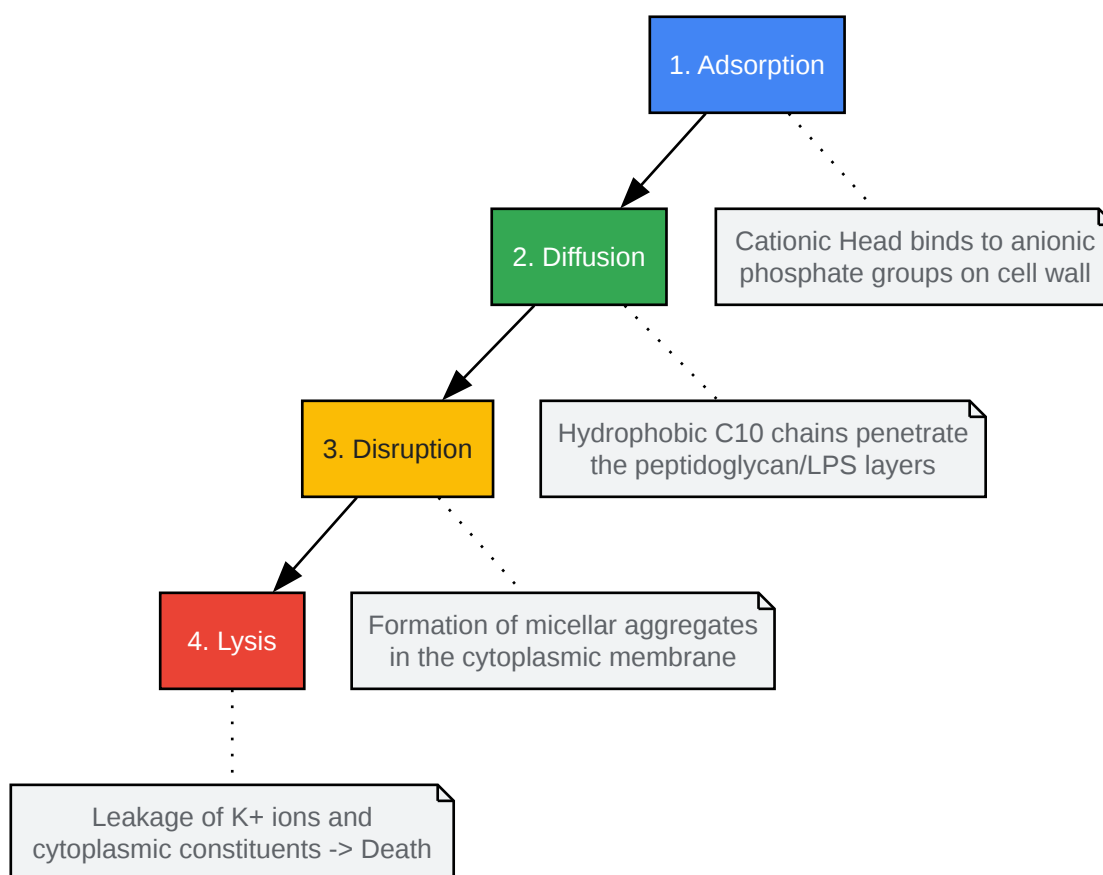 1. Adsorption
Cationic Head binds to anionic
phosphate groups on cell wall
2. Diffusion
Hydrophobic C10 chains penetrate
the peptidoglycan/LPS layers
3. Disruption
Formation of micellar aggregates
in the cytoplasmic membrane
4. Lysis
Leakage of K+ ions and
cytoplasmic constituents -> Death